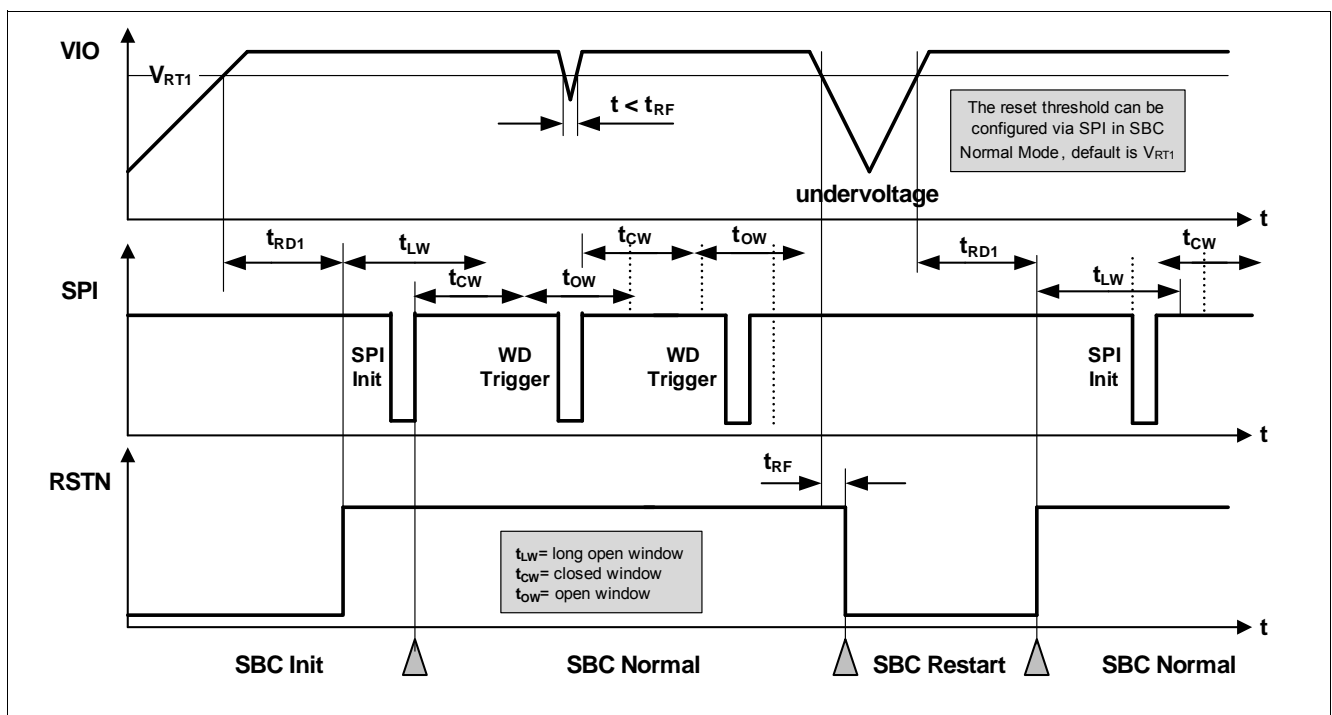 VIO
VRT1
t < tRF
The reset threshold can be
configured via SPI in SBC
Normal Mode, default is VRT1
undervoltage
t
tRD1
tLW
tCW
tOW
tRD1
tCW
SPI
tCW
tOW
tLW
SPI
Init
WD
Trigger
WD
Trigger
SPI
Init
t
RSTN
tRF
tLW= long open window
tCW= closed window
tOW= open window
t
SBC Init
SBC Normal
SBC Restart
SBC Normal